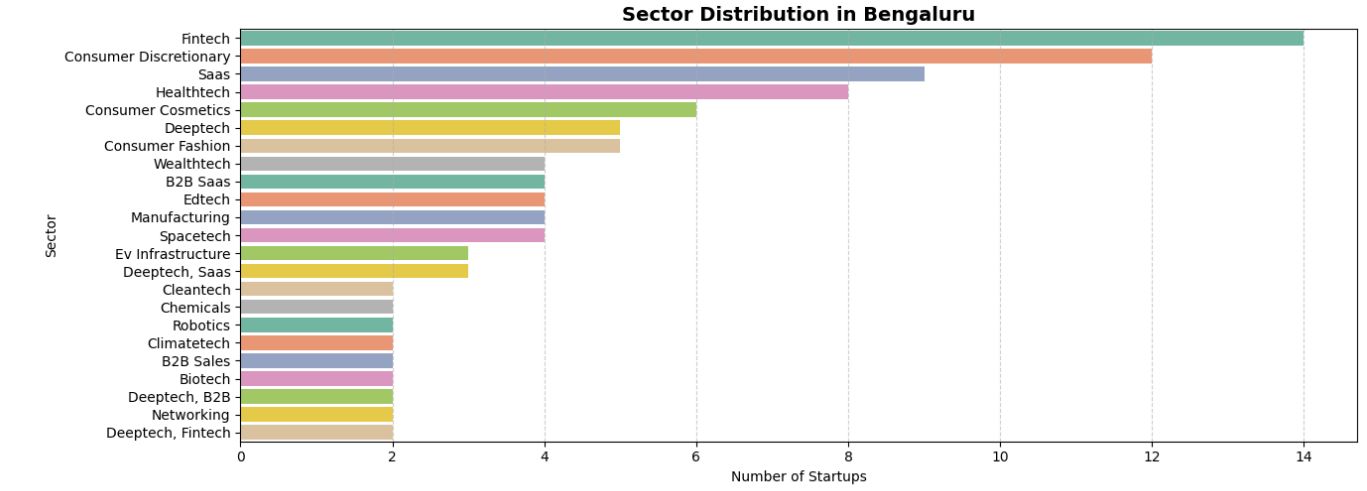 Sector Distribution in Bengaluru
Sector
Fintech
Consumer Discretionary
Saas
Healthtech
Consumer Cosmetics
Deeptech
Consumer Fashion
Wealthtech
B2B Saas
Edtech
Manufacturing
Spacetech
Ev Infrastructure
Deeptech, Saas
Cleantech
Chemicals
Robotics
Climatetech
B2B Sales
Biotech
Deeptech, B2B
Networking
Deeptech, Fintech
0 2 4 6 8 10 12 14
Number of Startups